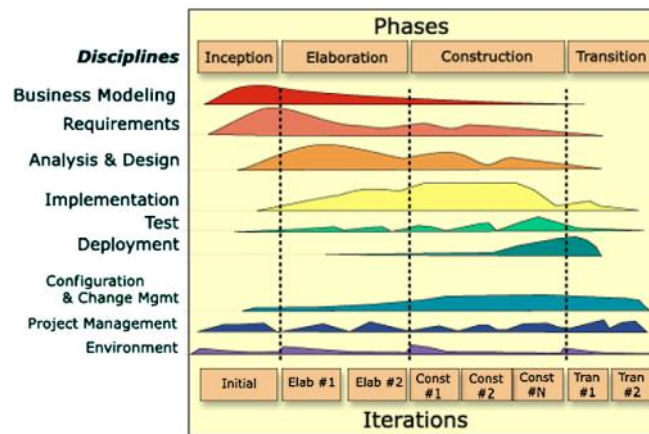 Phases
Disciplines
Inception
Elaboration
Construction
Transition
Business Modeling
Requirements
Analysis & Design
Implementation
Test
Deployment
Configuration
& Change Mgmt
Project Management
Environment
Initial
Elab #1
Elab #2
Const
#1
Const
#2
Const
#N
Tran
#1
Tran
#2
Iterations